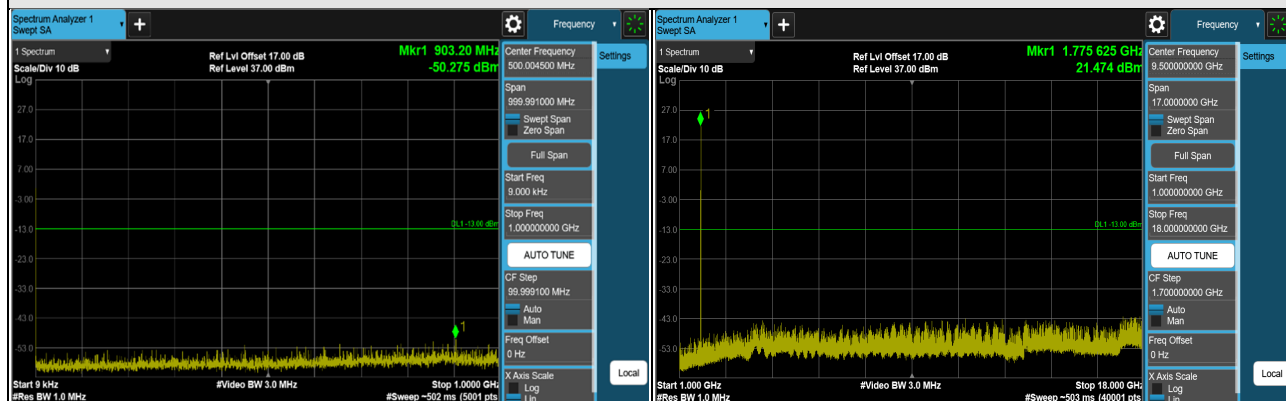 Spectrum Analyzer 1
Swept SA
+
Frequency
1 Spectrum
Scale/Div 10 dB
Log
Ref Lvl Offset 17.00 dB
Ref Level 37.00 dBm
Mkr1 903.20 MHz
-50.275 dBm
27.0
17.0
7.00
-3.00
-13.0
-23.0
-33.0
-43.0
-53.0
DL1 -13.00 dBm
1
Start 9 kHz
#Res BW 1.0 MHz
#Video BW 3.0 MHz
Stop 1.0000 GHz
#Sweep ~502 ms (5001 pts
Center Frequency
500.004500 MHz
Span
999.991000 MHz
Swept Span
Zero Span
Full Span
Start Freq
9.000 kHz
Stop Freq
1.000000000 GHz
AUTO TUNE
CF Step
99.999100 MHz
Auto
Man
Freq Offset
0 Hz
X Axis Scale
Log
Lin
Settings
Local
Spectrum Analyzer 1
Swept SA
+
Frequency
1 Spectrum
Scale/Div 10 dB
Log
Ref Lvl Offset 17.00 dB
Ref Level 37.00 dBm
Mkr1 1.775 625 GHz
21.474 dBm
27.0
17.0
7.00
-3.00
-13.0
-23.0
-33.0
-43.0
-53.0
DL1 -13.00 dBm
1
Start 1.000 GHz
#Res BW 1.0 MHz
#Video BW 3.0 MHz
Stop 18.000 GHz
#Sweep ~503 ms (40001 pts
Center Frequency
9.500000000 GHz
Span
17.0000000 GHz
Swept Span
Zero Span
Full Span
Start Freq
1.000000000 GHz
Stop Freq
18.000000000 GHz
AUTO TUNE
CF Step
1.700000000 GHz
Auto
Man
Freq Offset
0 Hz
X Axis Scale
Log
Lin
Settings
Local